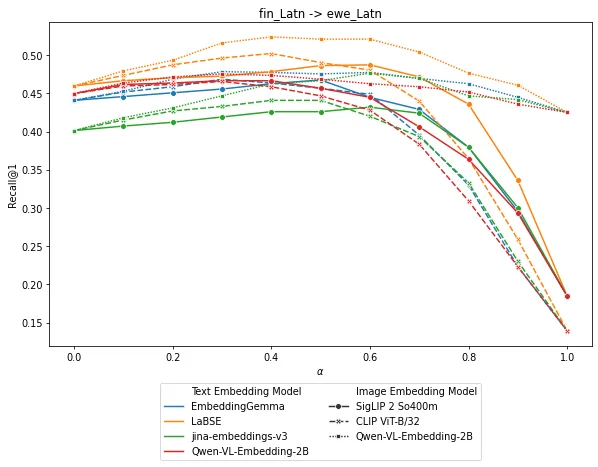 fin_Latn -> ewe_Latn
Recall@1
0.50
0.45
0.40
0.35
0.30
0.25
0.20
0.15
0.0 0.2 0.4 0.6 0.8 1.0
α
Text Embedding Model
EmbeddingGemma
LaBSE
jina-embeddings-v3
Qwen-VL-Embedding-2B
Image Embedding Model
SigLIP 2 So400m
CLIP ViT-B/32
Qwen-VL-Embedding-2B